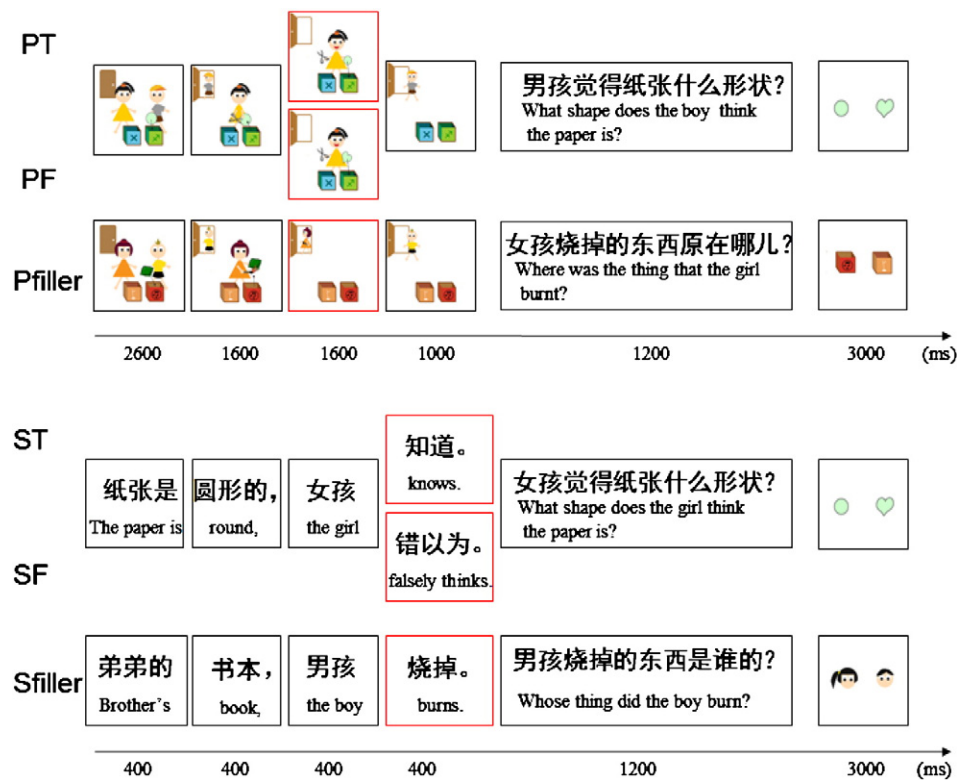 PT
男孩觉得纸张什么形状?
What shape does the boy think
the paper is?
PF
Pfiller
女孩烧掉的东西原在哪儿?
Where was the thing that the girl
burnt?
2600 1600 1600 1000 1200 3000 (ms)
ST
知道。
knows.
纸张是 圆形的, 女孩
The paper is round, the girl
女孩觉得纸张什么形状?
What shape does the girl think
the paper is?
SF
错以为。
falsely thinks.
Sfiller
弟弟的 书本, 男孩 烧掉。
Brother's book, the boy burns.
男孩烧掉的东西是谁的?
Whose thing did the boy burn?
400 400 400 400 1200 3000 (ms)